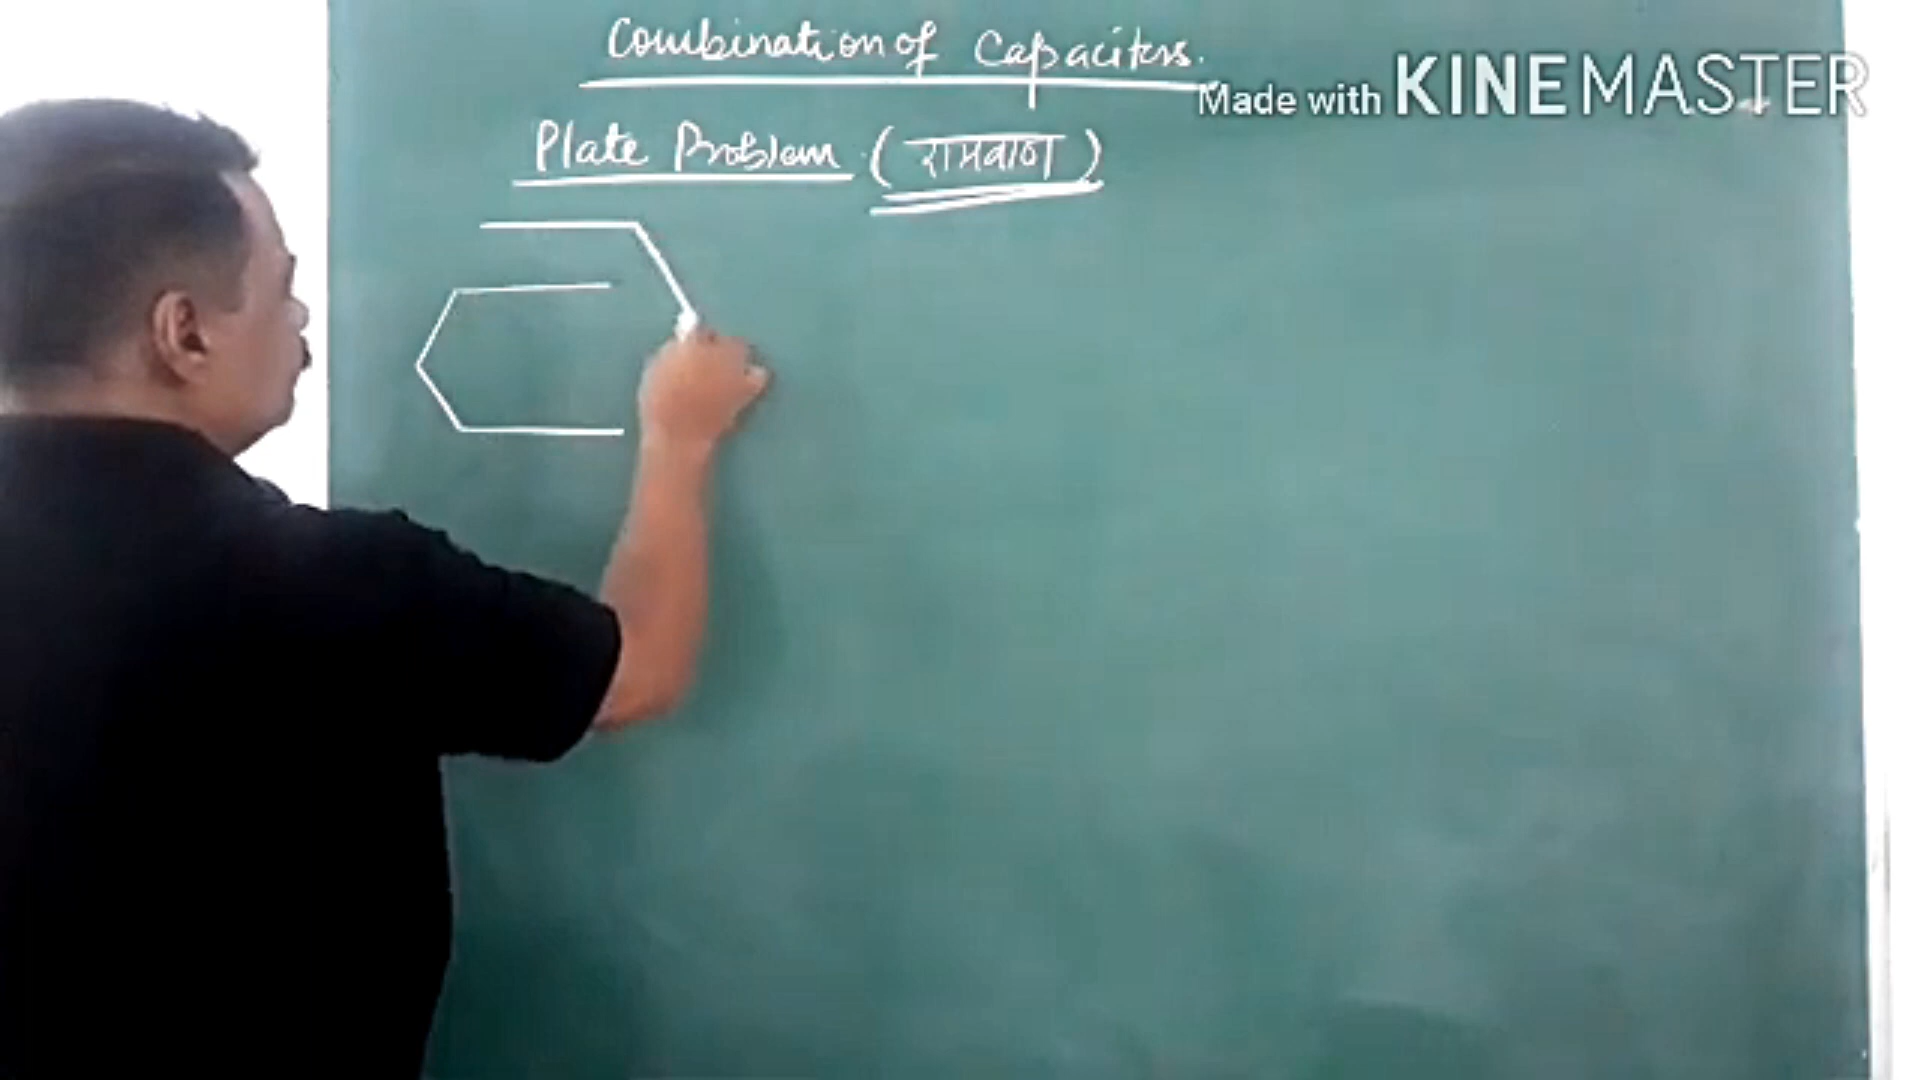 Combination of Capacitors.
Made with KINEMASTER
Plate Problem (रामबाण)